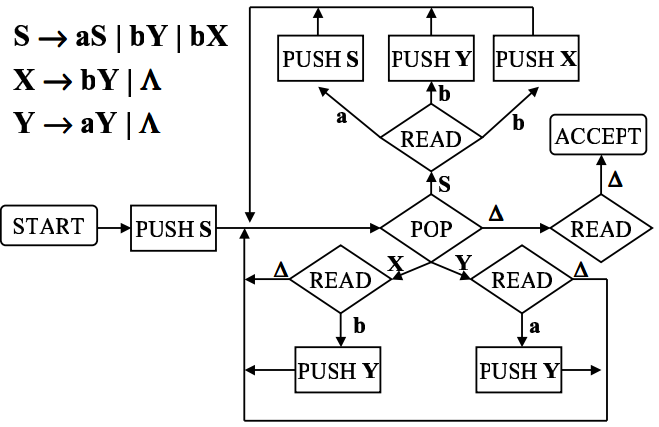 S → aS | bY | bX
X → bY | Λ
Y → aY | Λ
PUSH S PUSH Y PUSH X
a b b
READ
ACCEPT
S Δ
START PUSH S POP Δ READ
X Y
Δ READ READ Δ
b a
PUSH Y PUSH Y